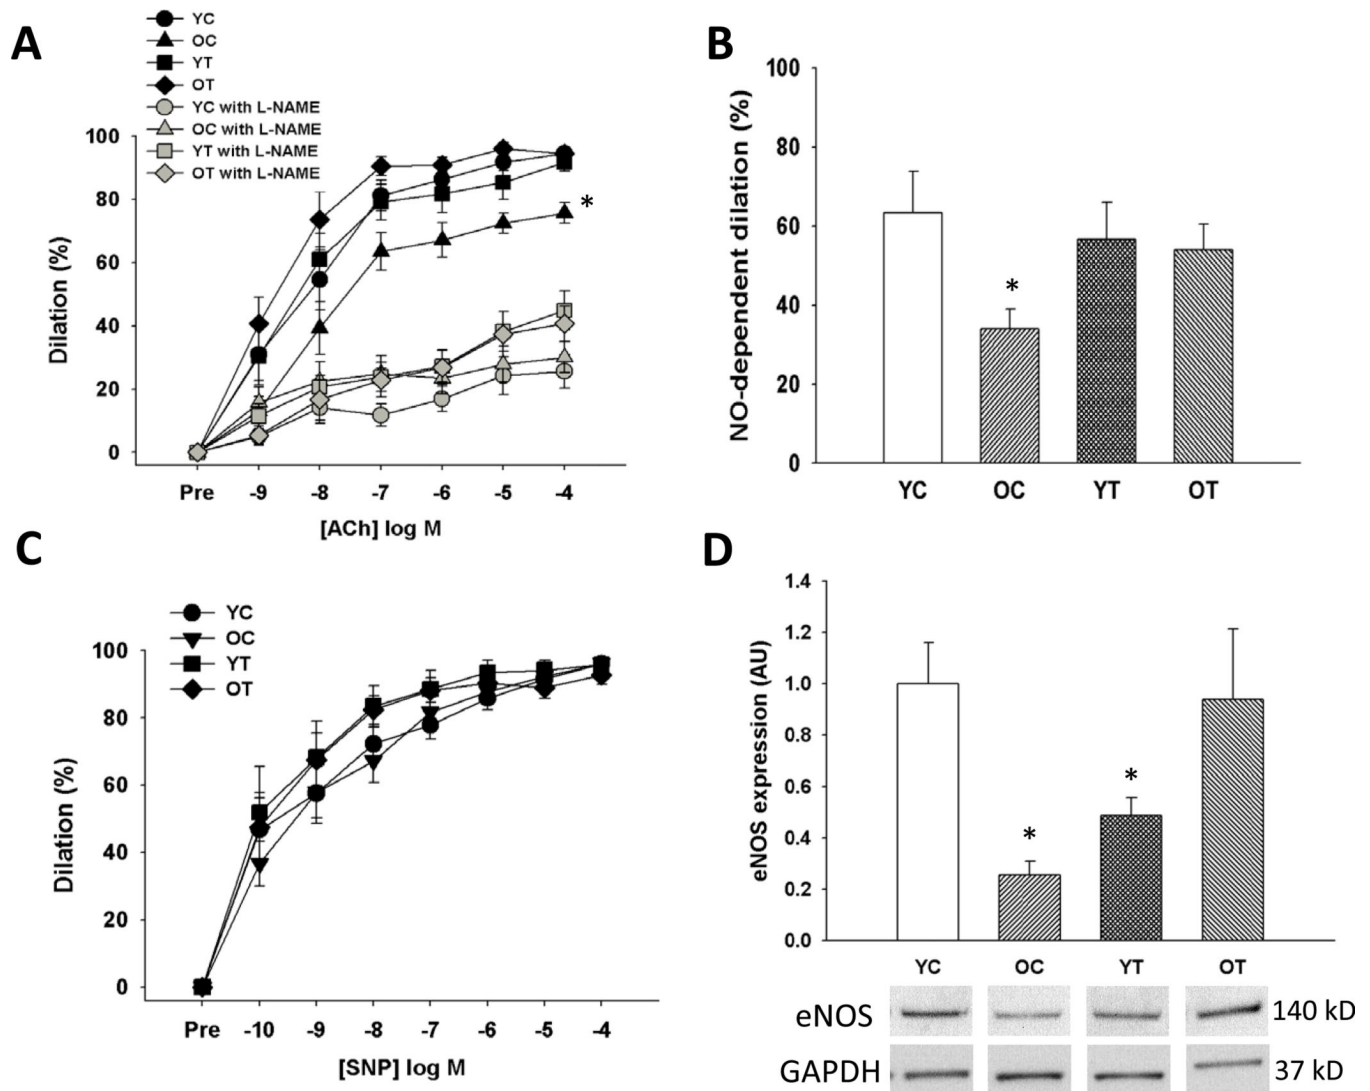 A
YC
OC
YT
OT
YC with L-NAME
OC with L-NAME
YT with L-NAME
OT with L-NAME
Dilation (%)
100
80
60
40
20
0
*
Pre -9 -8 -7 -6 -5 -4
[ACh] log M
B
NO-dependent dilation (%)
100
80
60
40
20
0
*
YC OC YT OT
C
YC
OC
YT
OT
Dilation (%)
100
80
60
40
20
0
Pre -10 -9 -8 -7 -6 -5 -4
[SNP] log M
D
eNOS expression (AU)
1.4
1.2
1.0
0.8
0.6
0.4
0.2
0.0
*
*
YC OC YT OT
eNOS 140 kD
GAPDH 37 kD